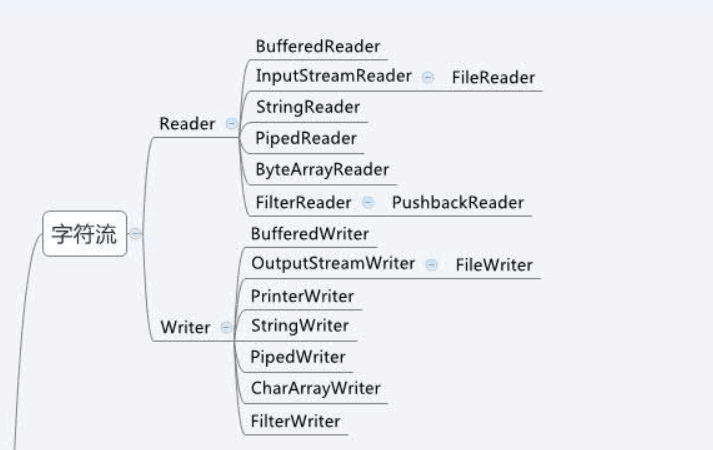 BufferedReader
InputStreamReader FileReader
StringReader
Reader
PipedReader
ByteArrayReader
FilterReader PushbackReader
字符流
BufferedWriter
OutputStreamWriter FileWriter
PrinterWriter
Writer
StringWriter
PipedWriter
CharArrayWriter
FilterWriter